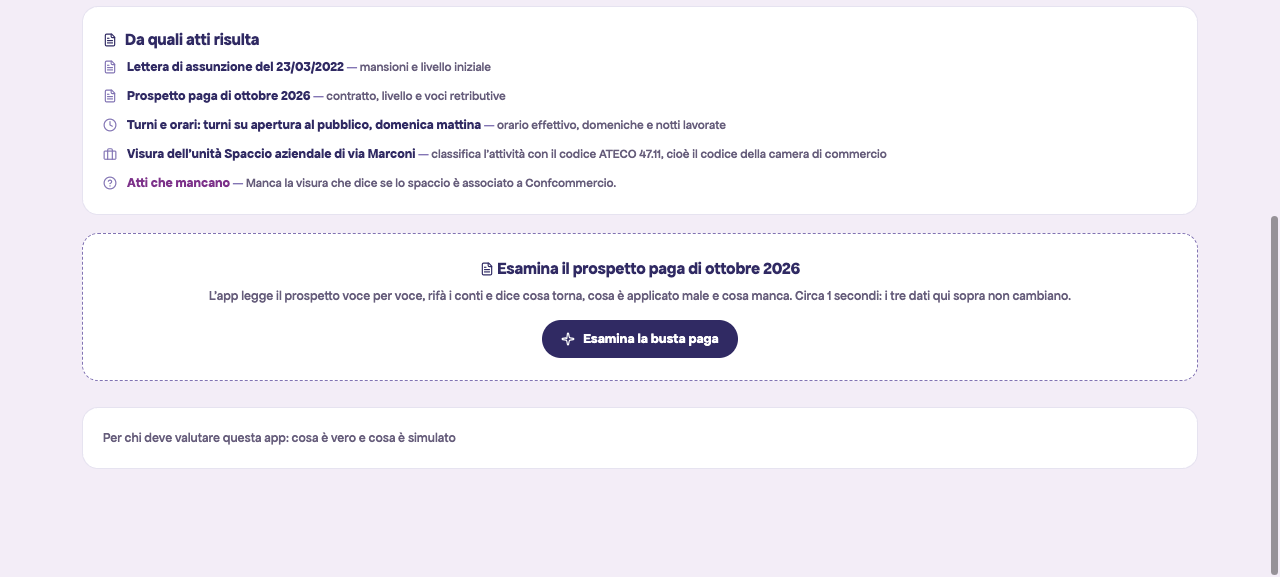 Da quali atti risulta
Lettera di assunzione del 23/03/2022 — mansioni e livello iniziale
Prospetto paga di ottobre 2026 — contratto, livello e voci retributive
Turni e orari: turni su apertura al pubblico, domenica mattina — orario effettivo, domeniche e notti lavorate
Visura dell'unità Spaccio aziendale di via Marconi — classifica l'attività con il codice ATECO 47.11, cioè il codice della camera di commercio
Atti che mancano — Manca la visura che dice se lo spaccio è associato a Confcommercio.
Esamina il prospetto paga di ottobre 2026
L'app legge il prospetto voce per voce, rifà i conti e dice cosa torna, cosa è applicato male e cosa manca. Circa 1 secondi: i tre dati qui sopra non cambiano.
Esamina la busta paga
Per chi deve valutare questa app: cosa è vero e cosa è simulato